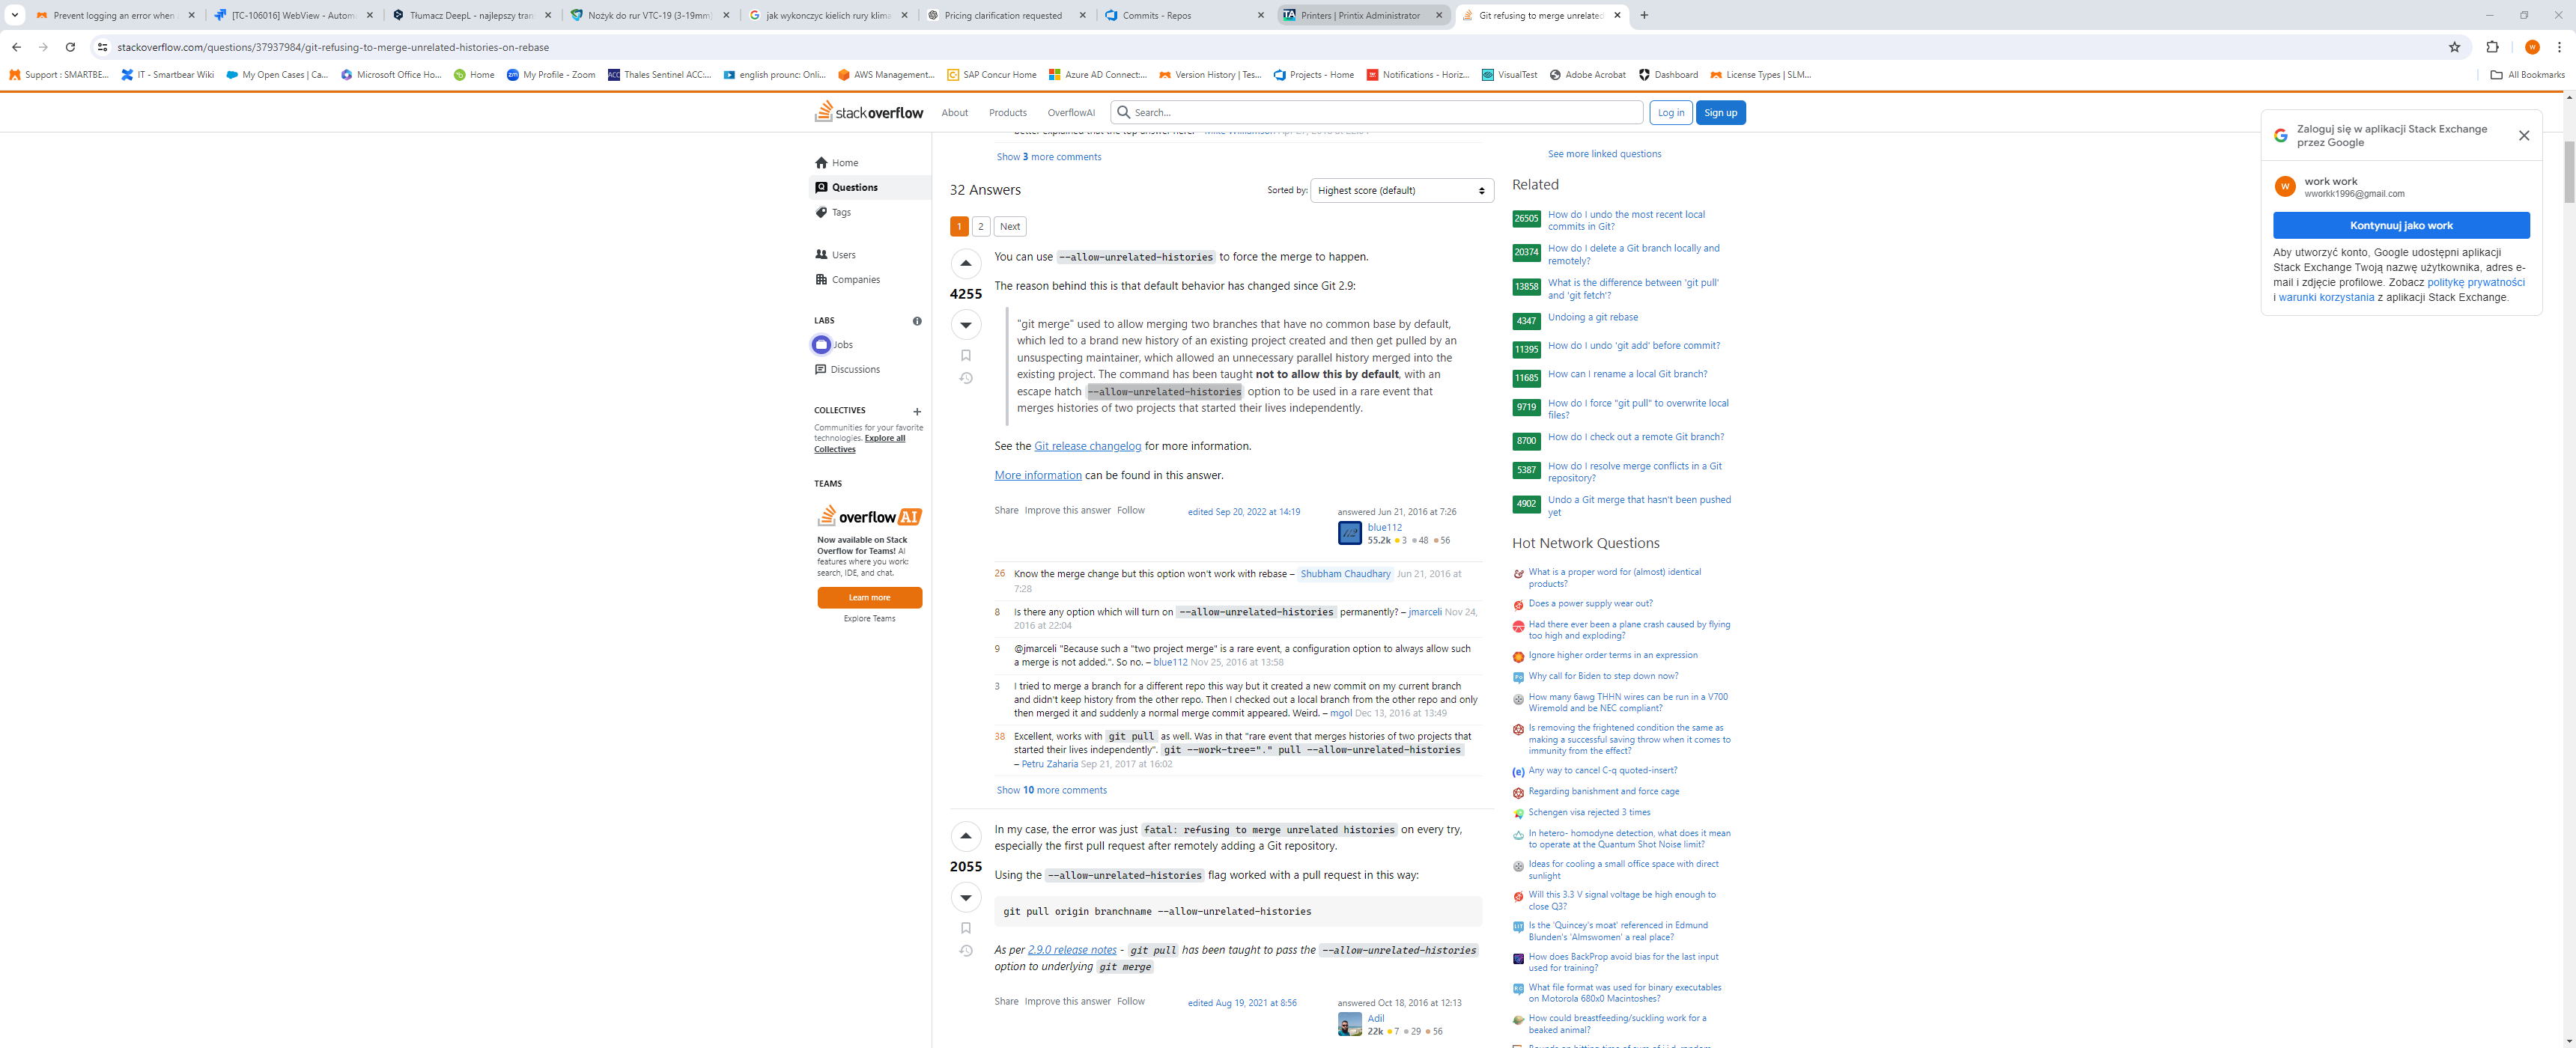 Prevent logging an error when
[TC-106016] WebView - Autom
Tłumacz DeepL - najlepszy tran
Nożyk do rur VTC-19 (3-19mm)
jak wykonczyc kielich rury klima
Pricing clarification requested
Commits - Repos
Printers | Printix Administrator
Git refusing to merge unrelated
stackoverflow.com/questions/37937984/git-refusing-to-merge-unrelated-histories-on-rebase
Support : SMARTBE...
IT - Smartbear Wiki
My Open Cases | Ca...
Microsoft Office Ho...
Home
My Profile - Zoom
Thales Sentinel ACC:...
english prounc: Onli...
AWS Management...
SAP Concur Home
Azure AD Connect:...
Version History | Tes...
Projects - Home
Notifications - Horiz...
VisualTest
Adobe Acrobat
Dashboard
License Types | SLM...
All Bookmarks
stackoverflow
About
Products
OverflowAI
Search...
Log in
Sign up
Home
Questions
Tags
Users
Companies
LABS
Jobs
Discussions
COLLECTIVES
Communities for your favorite
technologies. Explore all
Collectives
TEAMS
overflowAI
Now available on Stack
Overflow for Teams! AI
features where you work:
search, IDE, and chat.
Learn more
Explore Teams
Show 3 more comments
32 Answers
Sorted by:
Highest score (default)
1 2 Next
4255
You can use --allow-unrelated-histories to force the merge to happen.
The reason behind this is that default behavior has changed since Git 2.9:
"git merge" used to allow merging two branches that have no common base by default,
which led to a brand new history of an existing project created and then get pulled by an
unsuspecting maintainer, which allowed an unnecessary parallel history merged into the
existing project. The command has been taught not to allow this by default, with an
escape hatch --allow-unrelated-histories option to be used in a rare event that
merges histories of two projects that started their lives independently.
See the Git release changelog for more information.
More information can be found in this answer.
Share Improve this answer Follow
edited Sep 20, 2022 at 14:19
answered Jun 21, 2016 at 7:26
blue112
55.2k 3 48 56
26 Know the merge change but this option won't work with rebase – Shubham Chaudhary Jun 21, 2016 at
7:28
8 Is there any option which will turn on --allow-unrelated-histories permanently? – jmarceli Nov 24,
2016 at 22:04
9 @jmarceli "Because such a "two project merge" is a rare event, a configuration option to always allow such
a merge is not added.". So no. – blue112 Nov 25, 2016 at 13:58
3 I tried to merge a branch for a different repo this way but it created a new commit on my current branch
and didn't keep history from the other repo. Then I checked out a local branch from the other repo and only
then merged it and suddenly a normal merge commit appeared. Weird. – mgol Dec 13, 2016 at 13:49
38 Excellent, works with git pull as well. Was in that "rare event that merges histories of two projects that
started their lives independently". git --work-tree="." pull --allow-unrelated-histories
– Petru Zaharia Sep 21, 2017 at 16:02
Show 10 more comments
2055
In my case, the error was just fatal: refusing to merge unrelated histories on every try,
especially the first pull request after remotely adding a Git repository.
Using the --allow-unrelated-histories flag worked with a pull request in this way:
git pull origin branchname --allow-unrelated-histories
As per 2.9.0 release notes - git pull has been taught to pass the --allow-unrelated-histories
option to underlying git merge
Share Improve this answer Follow
edited Aug 19, 2021 at 8:56
answered Oct 18, 2016 at 12:13
Adil
22k 7 29 56
See more linked questions
Related
26505 How do I undo the most recent local
commits in Git?
20374 How do I delete a Git branch locally and
remotely?
13858 What is the difference between 'git pull'
and 'git fetch'?
4347 Undoing a git rebase
11395 How do I undo 'git add' before commit?
11685 How can I rename a local Git branch?
9719 How do I force "git pull" to overwrite local
files?
8700 How do I check out a remote Git branch?
5387 How do I resolve merge conflicts in a Git
repository?
4902 Undo a Git merge that hasn't been pushed
yet
Hot Network Questions
What is a proper word for (almost) identical
products?
Does a power supply wear out?
Had there ever been a plane crash caused by flying
too high and exploding?
Ignore higher order terms in an expression
Why call for Biden to step down now?
How many 6awg THHN wires can be run in a V700
Wiremold and be NEC compliant?
Is removing the frightened condition the same as
making a successful saving throw when it comes to
immunity from the effect?
Any way to cancel C-q quoted-insert?
Regarding banishment and force cage
Schengen visa rejected 3 times
In hetero- homodyne detection, what does it mean
to operate at the Quantum Shot Noise limit?
Ideas for cooling a small office space with direct
sunlight
Will this 3.3 V signal voltage be high enough to
close Q3?
Is the 'Quincey's moat' referenced in Edmund
Blunden's 'Almswomen' a real place?
How does BackProp avoid bias for the last input
used for training?
What file format was used for binary executables
on Motorola 680x0 Macintoshes?
How could breastfeeding/suckling work for a
beaked animal?
Zaloguj się w aplikacji Stack Exchange
przez Google
work work
wworkk1996@gmail.com
Kontynuuj jako work
Aby utworzyć konto, Google udostępni aplikacji
Stack Exchange Twoją nazwę użytkownika, adres e-
mail i zdjęcie profilowe. Zobacz politykę prywatności
i warunki korzystania z aplikacji Stack Exchange.